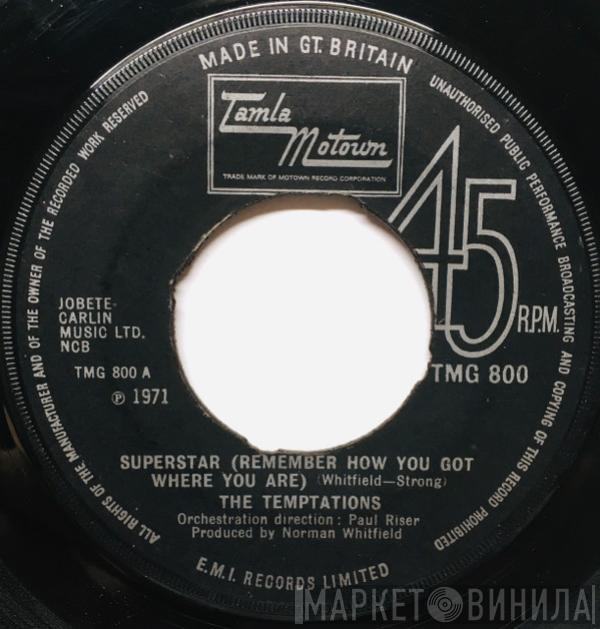 MADE IN GT. BRITAIN
UNAUTHORISED PUBLIC PERFORMANCE BROADCASTING AND COPYING OF THIS RECORD PROHIBITED
ALL RIGHTS OF THE MANUFACTURER AND OF THE OWNER OF THE RECORDED WORK RESERVED
Tamla
Motown
TRADE MARK OF MOTOWN RECORD CORPORATION
45
R.P.M.
JOBETE-
CARLIN
MUSIC LTD.
NCB
TMG 800 A
℗ 1971
TMG 800
SUPERSTAR (REMEMBER HOW YOU GOT
WHERE YOU ARE) (Whitfield—Strong)
THE TEMPTATIONS
Orchestration direction: Paul Riser
Produced by Norman Whitfield
E.M.I. RECORDS LIMITED
МАРКЕТ ВИНИЛА